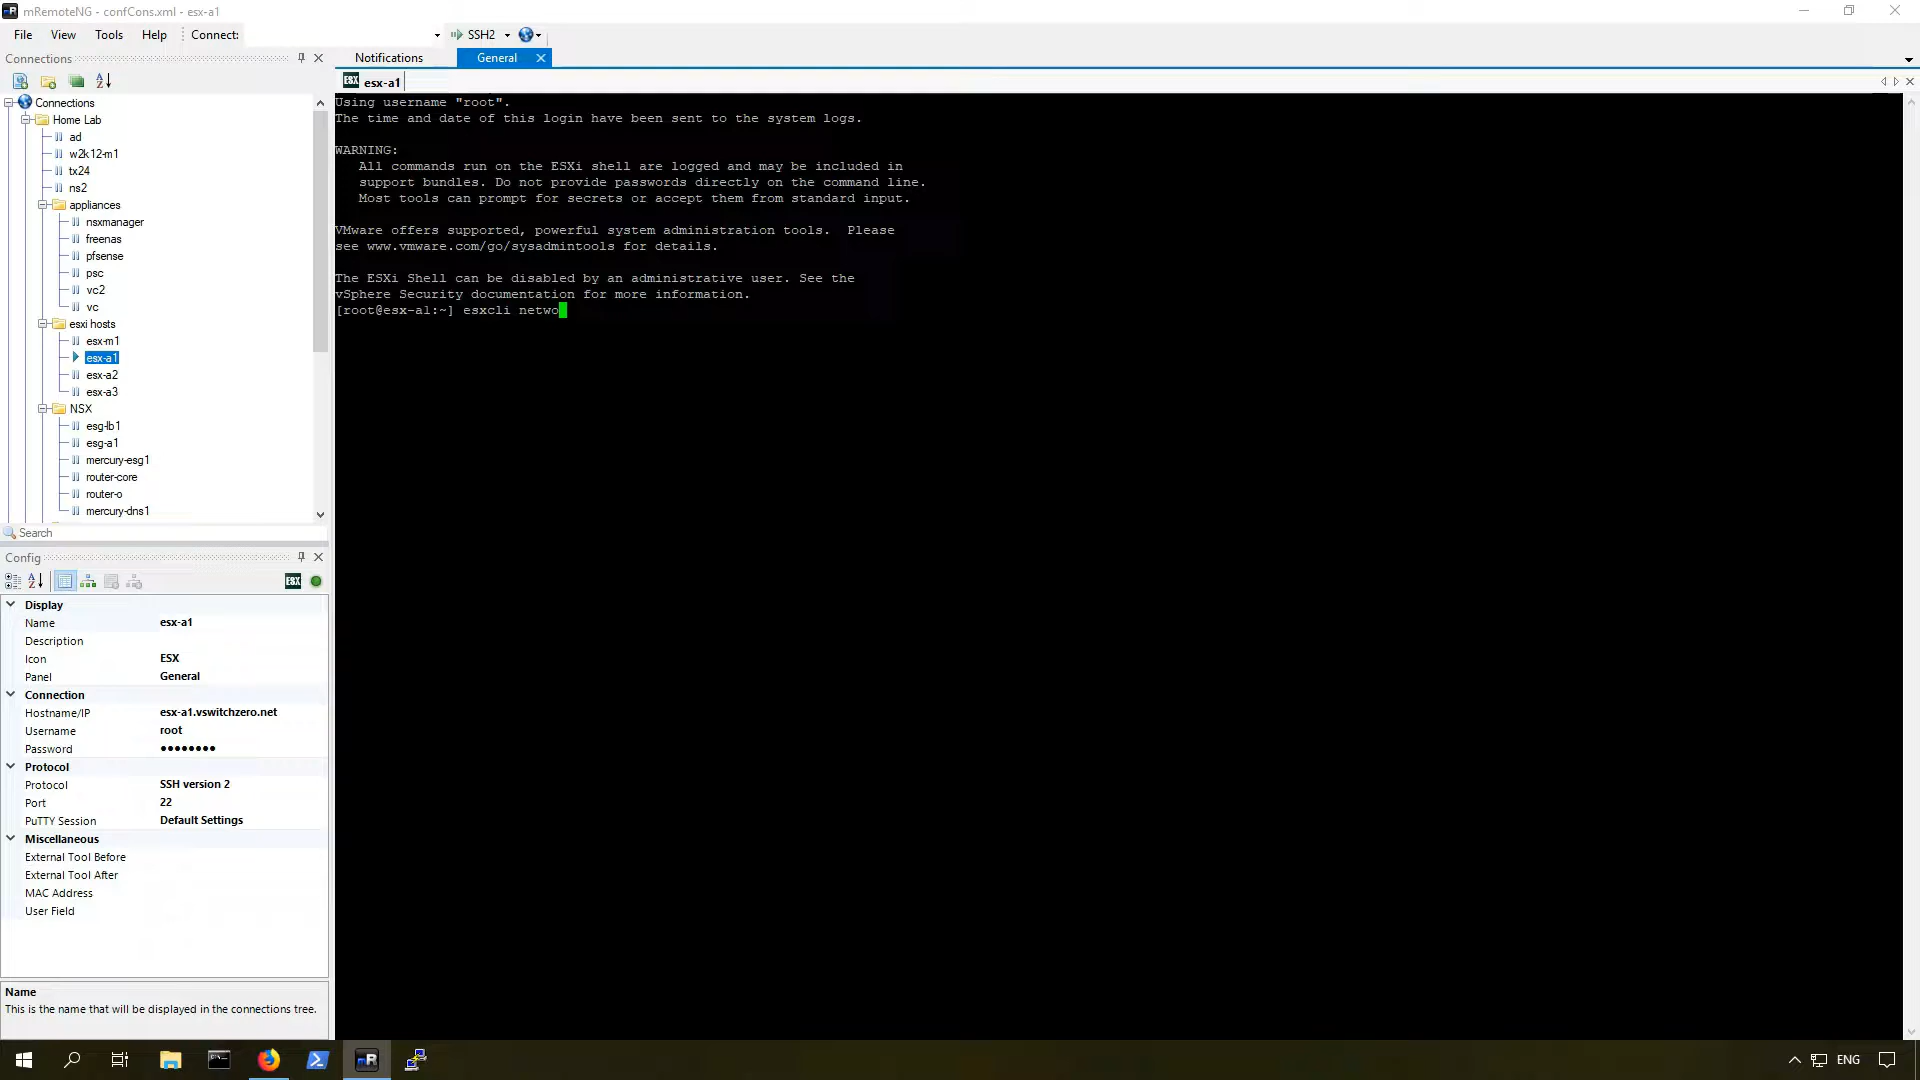 mRemoteNG - confCons.xml - esx-a1
File View Tools Help Connect: SSH2
Connections
Notifications General
esx-a1
Connections
Home Lab
ad
w2k12-m1
tx24
ns2
appliances
nsxmanager
freenas
pfsense
psc
vc2
vc
esxi hosts
esx-m1
esx-a1
esx-a2
esx-a3
NSX
esg-lb1
esg-a1
mercury-esg1
router-core
router-o
mercury-dns1
Search
Using username "root".
The time and date of this login have been sent to the system logs.
WARNING:
All commands run on the ESXi shell are logged and may be included in
support bundles. Do not provide passwords directly on the command line.
Most tools can prompt for secrets or accept them from standard input.
VMware offers supported, powerful system administration tools.  Please
see www.vmware.com/go/sysadmintools for details.
The ESXi Shell can be disabled by an administrative user. See the
vSphere Security documentation for more information.
[root@esx-a1:~] esxcli netwo
Config
ESX
Display
Name esx-a1
Description
Icon ESX
Panel General
Connection
Hostname/IP esx-a1.vswitchzero.net
Username root
Password ●●●●●●●●
Protocol
Protocol SSH version 2
Port 22
PuTTY Session Default Settings
Miscellaneous
External Tool Before
External Tool After
MAC Address
User Field
Name
This is the name that will be displayed in the connections tree.
mR
ENG